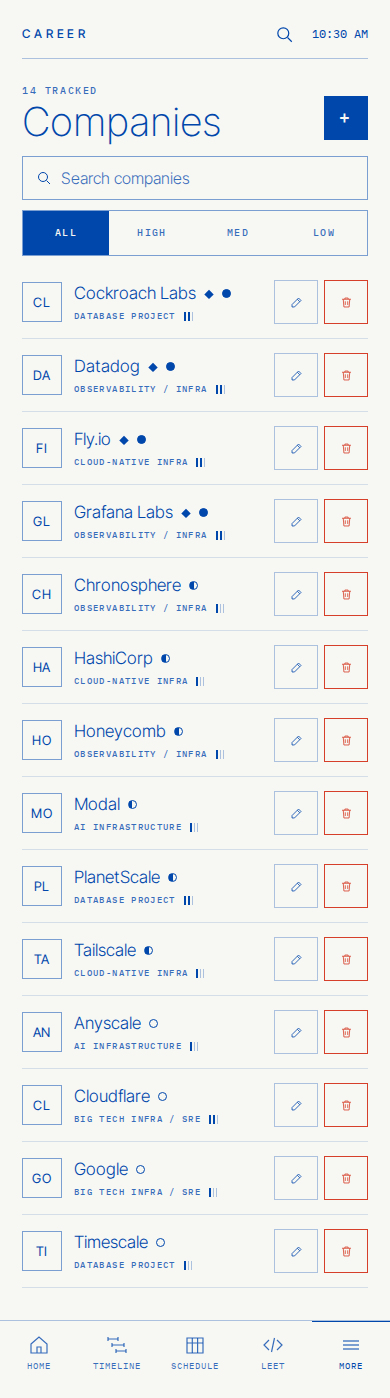 CAREER
10:30 AM
14 TRACKED
Companies
+
Search companies
ALL HIGH MED LOW
CL Cockroach Labs
DATABASE PROJECT
DA Datadog
OBSERVABILITY / INFRA
FI Fly.io
CLOUD-NATIVE INFRA
GL Grafana Labs
OBSERVABILITY / INFRA
CH Chronosphere
OBSERVABILITY / INFRA
HA HashiCorp
CLOUD-NATIVE INFRA
HO Honeycomb
OBSERVABILITY / INFRA
MO Modal
AI INFRASTRUCTURE
PL PlanetScale
DATABASE PROJECT
TA Tailscale
CLOUD-NATIVE INFRA
AN Anyscale
AI INFRASTRUCTURE
CL Cloudflare
BIG TECH INFRA / SRE
GO Google
BIG TECH INFRA / SRE
TI Timescale
DATABASE PROJECT
HOME TIMELINE SCHEDULE LEET MORE